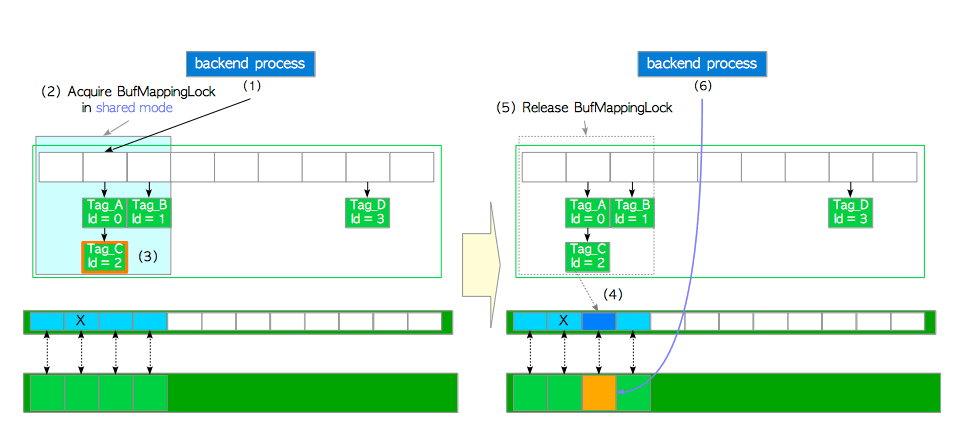 backend process
(1)
(2) Acquire BufMappingLock
in shared mode
Tag_A
Id = 0
Tag_B
Id = 1
Tag_D
Id = 3
Tag_C
Id = 2
(3)
X
backend process
(6)
(5) Release BufMappingLock
Tag_A
Id = 0
Tag_B
Id = 1
Tag_D
Id = 3
Tag_C
Id = 2
(4)
X